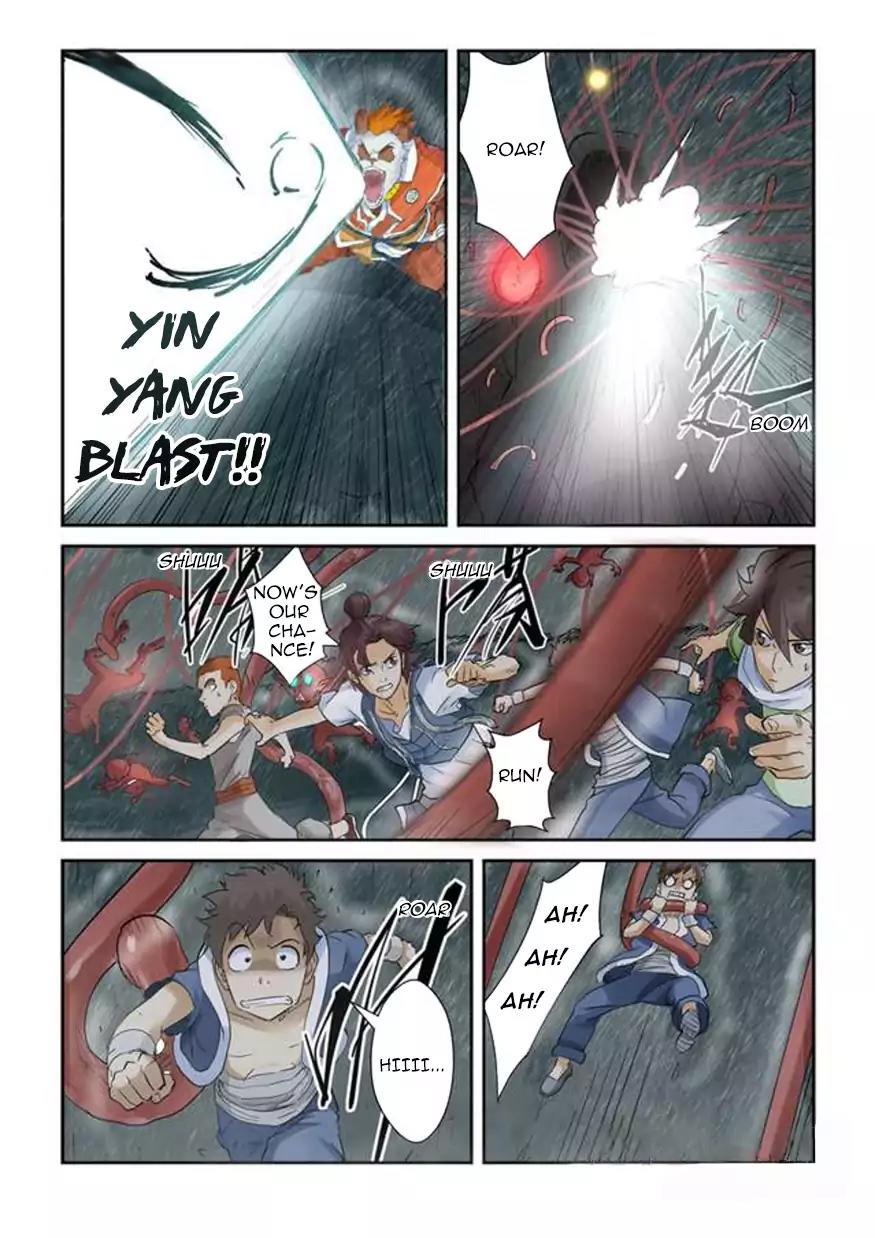 YIN
YANG
BLAST!!
ROAR!
BOOM
SHUUU
NOW'S
OUR
CHA-
NCE!
SHUUU
RUN!
ROAR
HIIII...
AH!
AH!
AH!